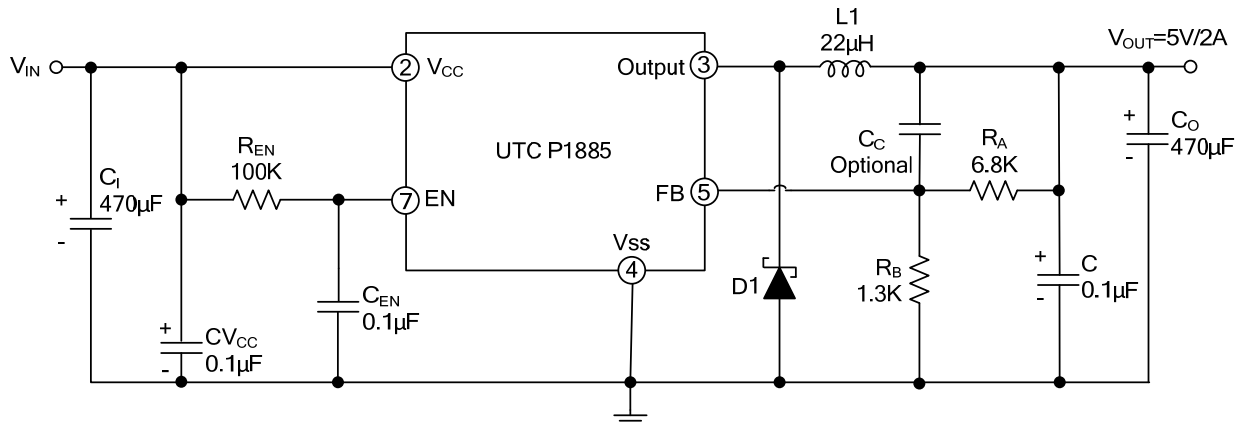 L1
22μH
VOUT=5V/2A
VIN
2
VCC
Output
3
REN
100K
UTC P1885
CC
Optional
RA
6.8K
CO
470μF
+
-
CI
470μF
+
-
7
EN
FB
5
Vss
4
D1
RB
1.3K
+
-
C
0.1μF
CEN
0.1μF
+
-
CVCC
0.1μF